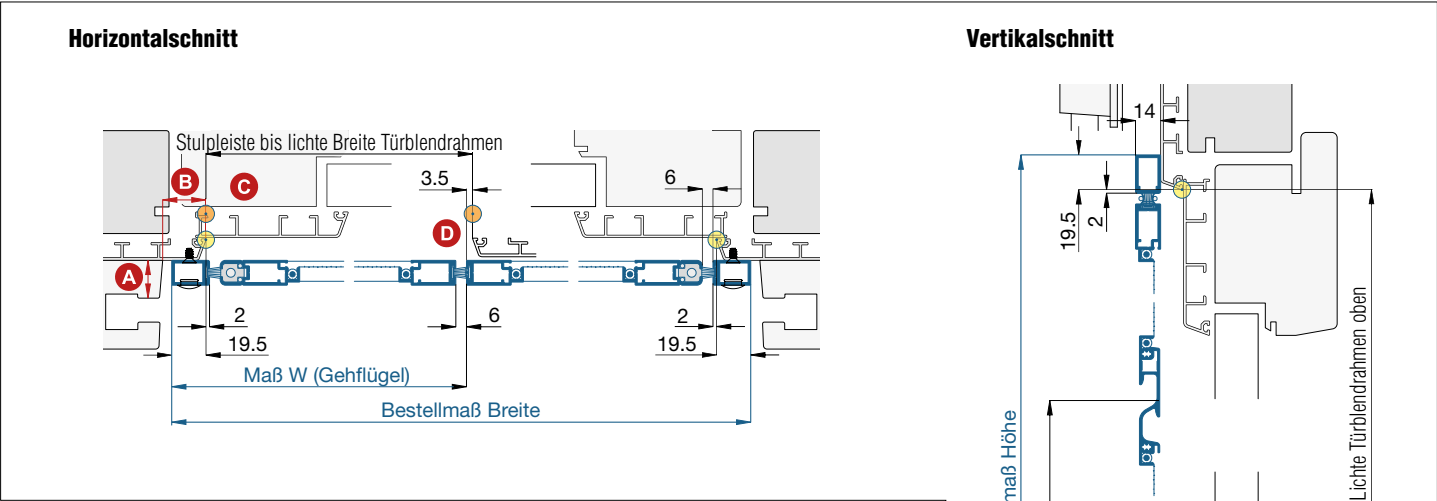 Horizontalschnitt
Vertikalschnitt
Stulpleiste bis lichte Breite Türblendrahmen
14
B
C
3.5
6
D
A
2
19.5
2
6
2
19.5
19.5
Maß W (Gehflügel)
Bestellmaß Breite
maß Höhe
Lichte Türblendrahmen oben